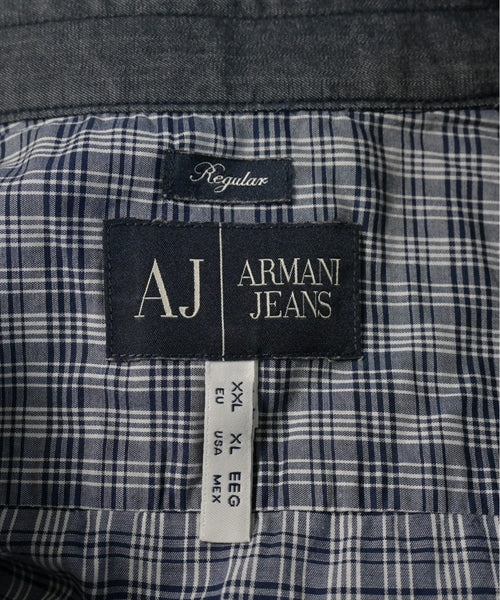 Regular
AJ
ARMANI
JEANS
XXL XL EEG
EU USA MEX